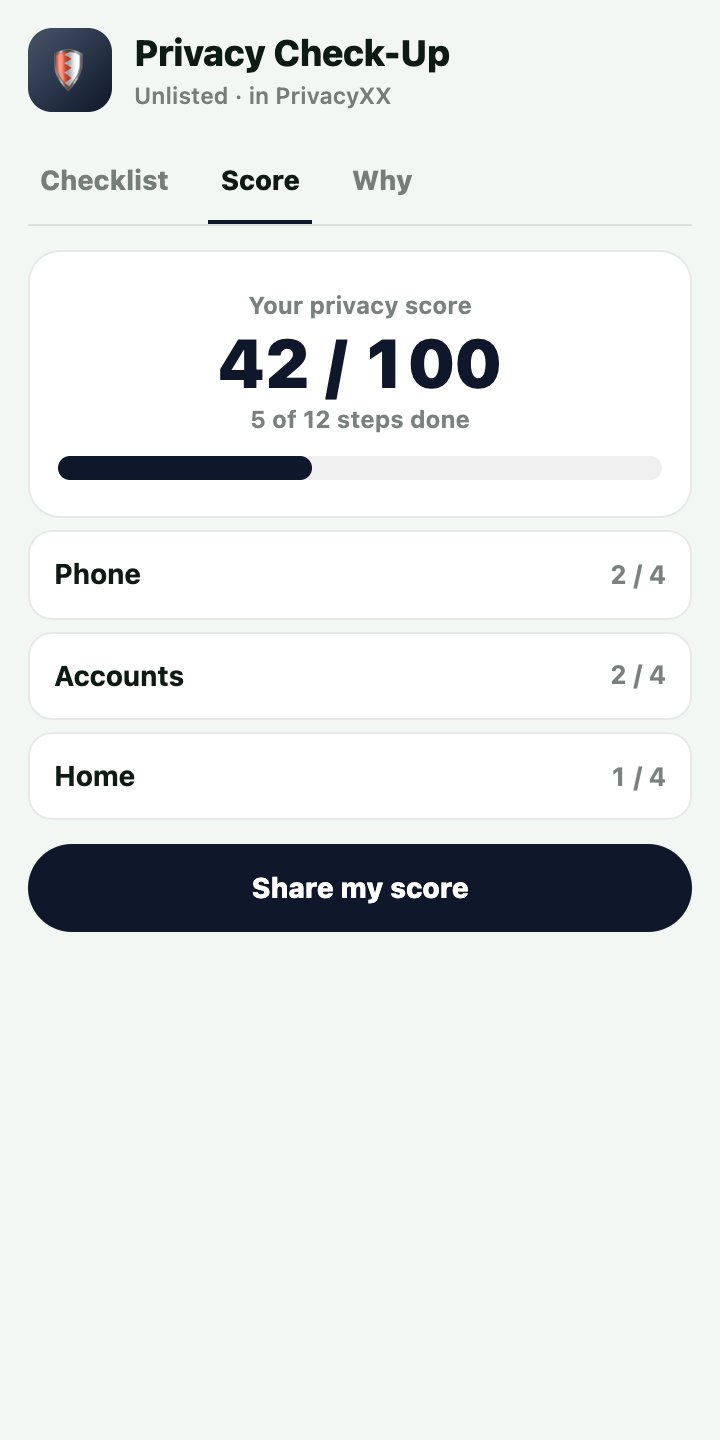 Privacy Check-Up
Unlisted · in PrivacyXX
Checklist Score Why
Your privacy score
42 / 100
5 of 12 steps done
Phone 2 / 4
Accounts 2 / 4
Home 1 / 4
Share my score